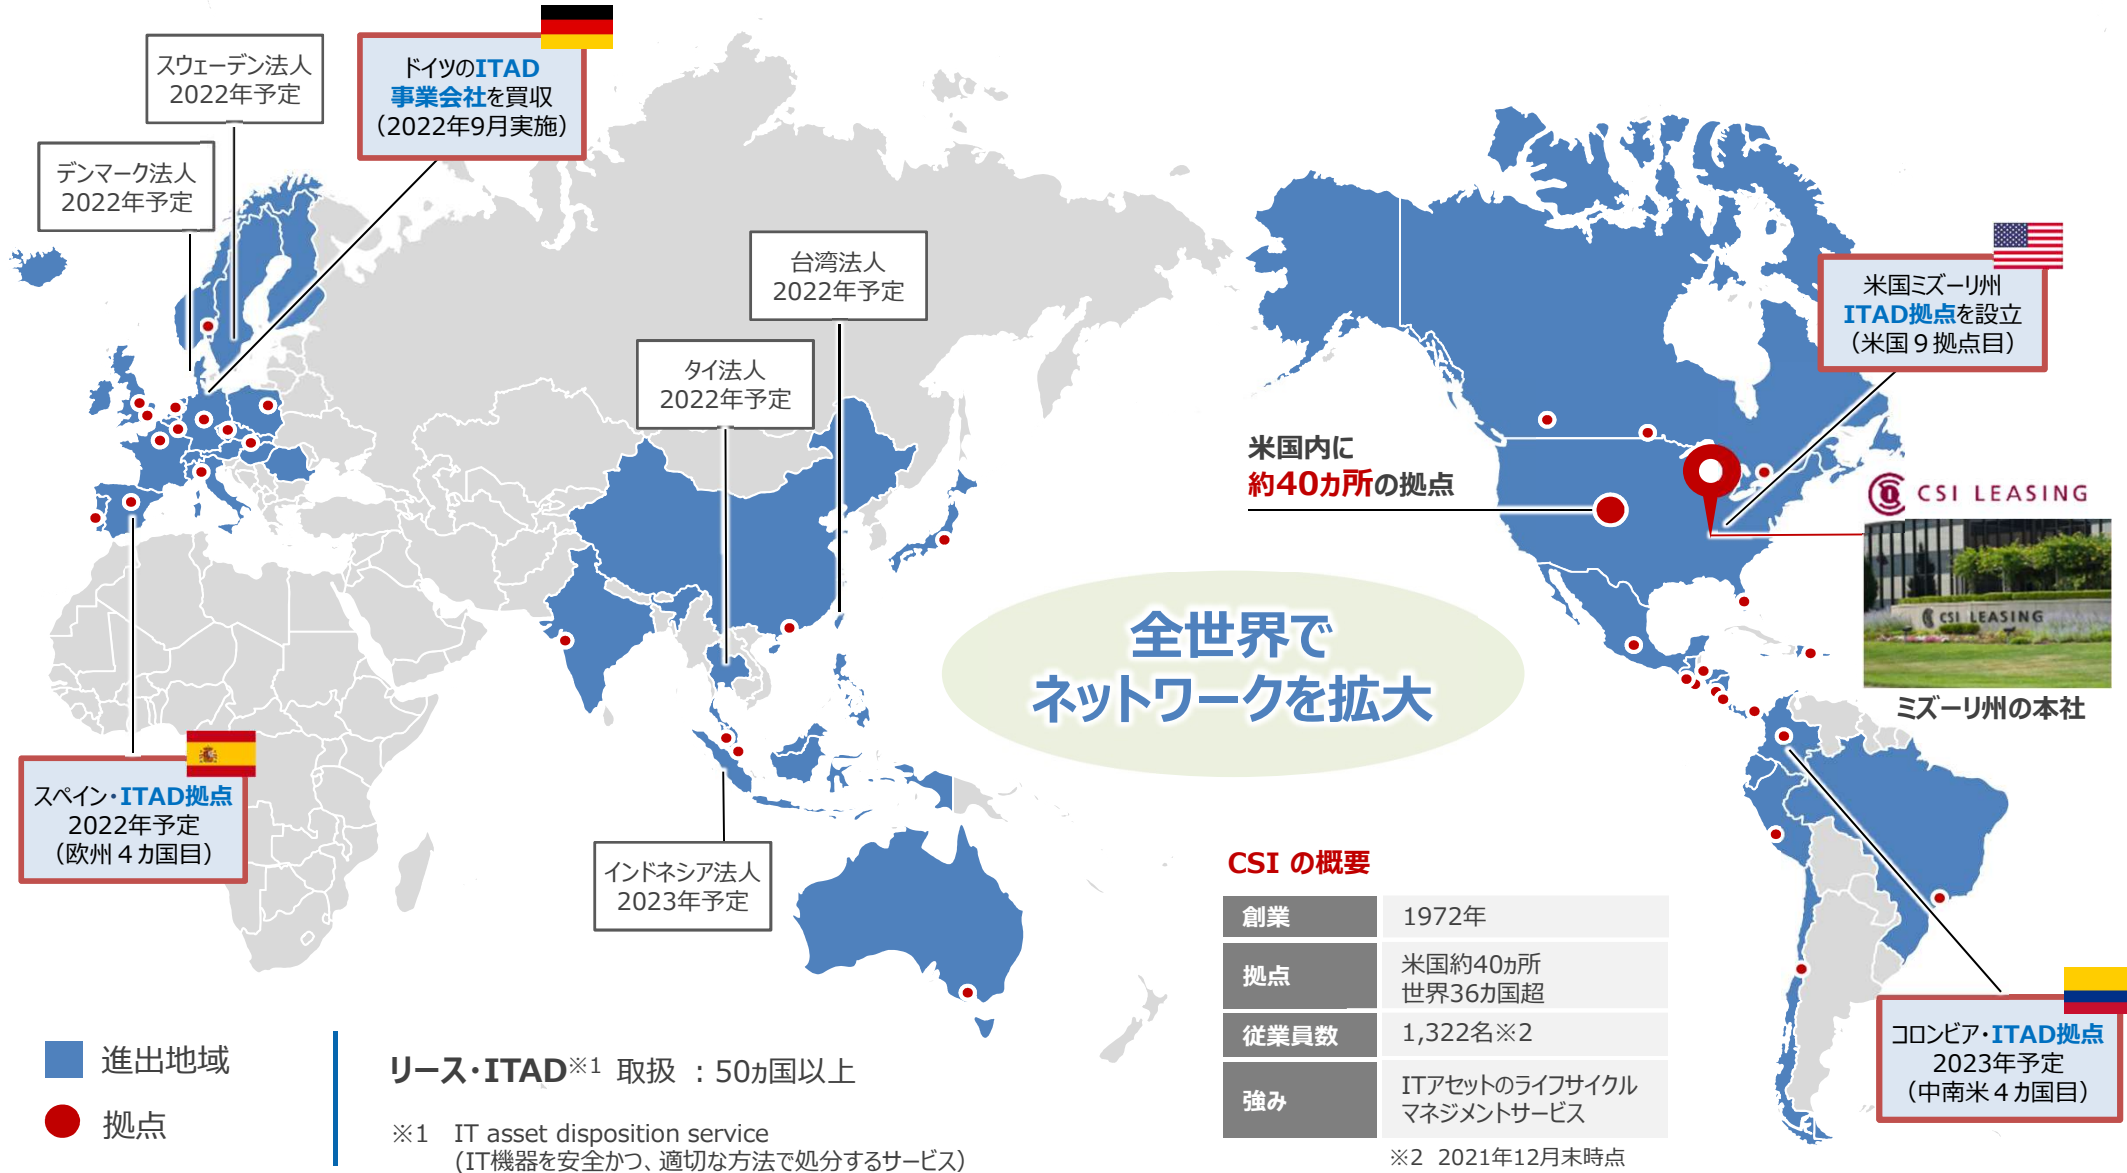 スウェーデン法人
2022年予定
ドイツのITAD
事業会社を買収
（2022年9月実施）
デンマーク法人
2022年予定
台湾法人
2022年予定
タイ法人
2022年予定
米国ミズーリ州
ITAD拠点を設立
（米国９拠点目）
米国内に
約40カ所の拠点
CSI LEASING
CSI LEASING
ミズーリ州の本社
全世界で
ネットワークを拡大
スペイン・ITAD拠点
2022年予定
（欧州４カ国目）
インドネシア法人
2023年予定
CSI の概要
創業 1972年
拠点 米国約40ヵ所
世界36カ国超
従業員数 1,322名※2
強み ITアセットのライフサイクル
マネジメントサービス
※2 2021年12月末時点
コロンビア・ITAD拠点
2023年予定
（中南米４カ国目）
進出地域
拠点
リース・ITAD※1 取扱 ：50ヵ国以上
※1 IT asset disposition service
(IT機器を安全かつ、適切な方法で処分するサービス)